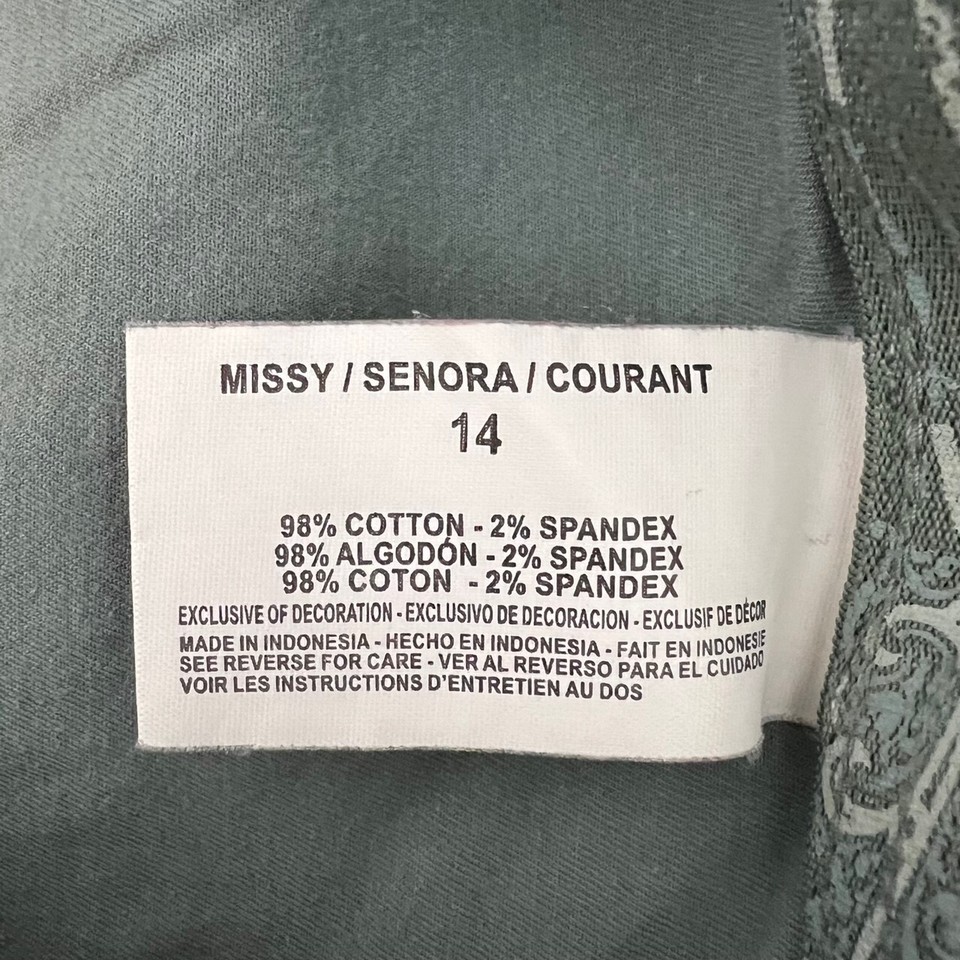 MISSY / SENORA / COURANT
14
98% COTTON - 2% SPANDEX
98% ALGODÓN - 2% SPANDEX
98% COTON - 2% SPANDEX
EXCLUSIVE OF DECORATION - EXCLUSIVO DE DECORACION - EXCLUSIF DE DÉCOR
MADE IN INDONESIA - HECHO EN INDONESIA - FAIT EN INDONESIE
SEE REVERSE FOR CARE - VER AL REVERSO PARA EL CUIDADO
VOIR LES INSTRUCTIONS D'ENTRETIEN AU DOS